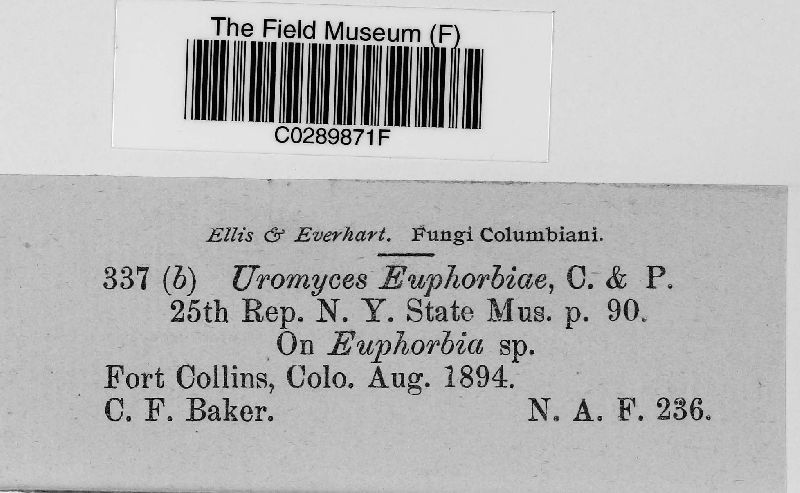 The Field Museum (F)
C0289871F
Ellis & Everhart. Fungi Columbiani.
337 (b) Uromyces Euphorbiae, C. & P.
25th Rep. N. Y. State Mus. p. 90.
On Euphorbia sp.
Fort Collins, Colo. Aug. 1894.
C. F. Baker. N. A. F. 236.